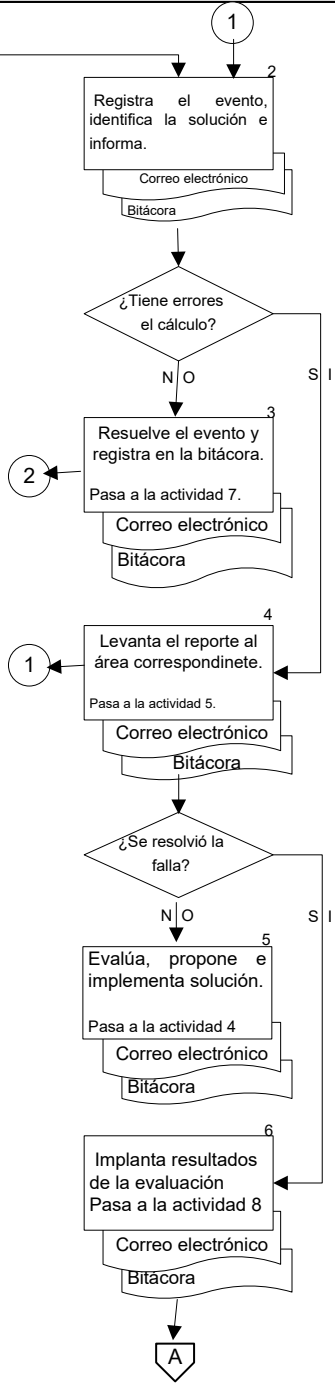 1
2
Registra el evento,
identifica la solución e
informa.
Correo electrónico
Bitácora
¿Tiene errores
el cálculo?
NO
SI
3
Resuelve el evento y
registra en la bitácora.
2
Pasa a la actividad 7.
Correo electrónico
Bitácora
4
Levanta el reporte al
área correspondinete.
1
Pasa a la actividad 5.
Correo electrónico
Bitácora
¿Se resolvió la
falla?
NO
SI
5
Evalúa, propone e
implementa solución.
Pasa a la actividad 4
Correo electrónico
Bitácora
6
Implanta resultados
de la evaluación
Pasa a la actividad 8
Correo electrónico
Bitácora
A